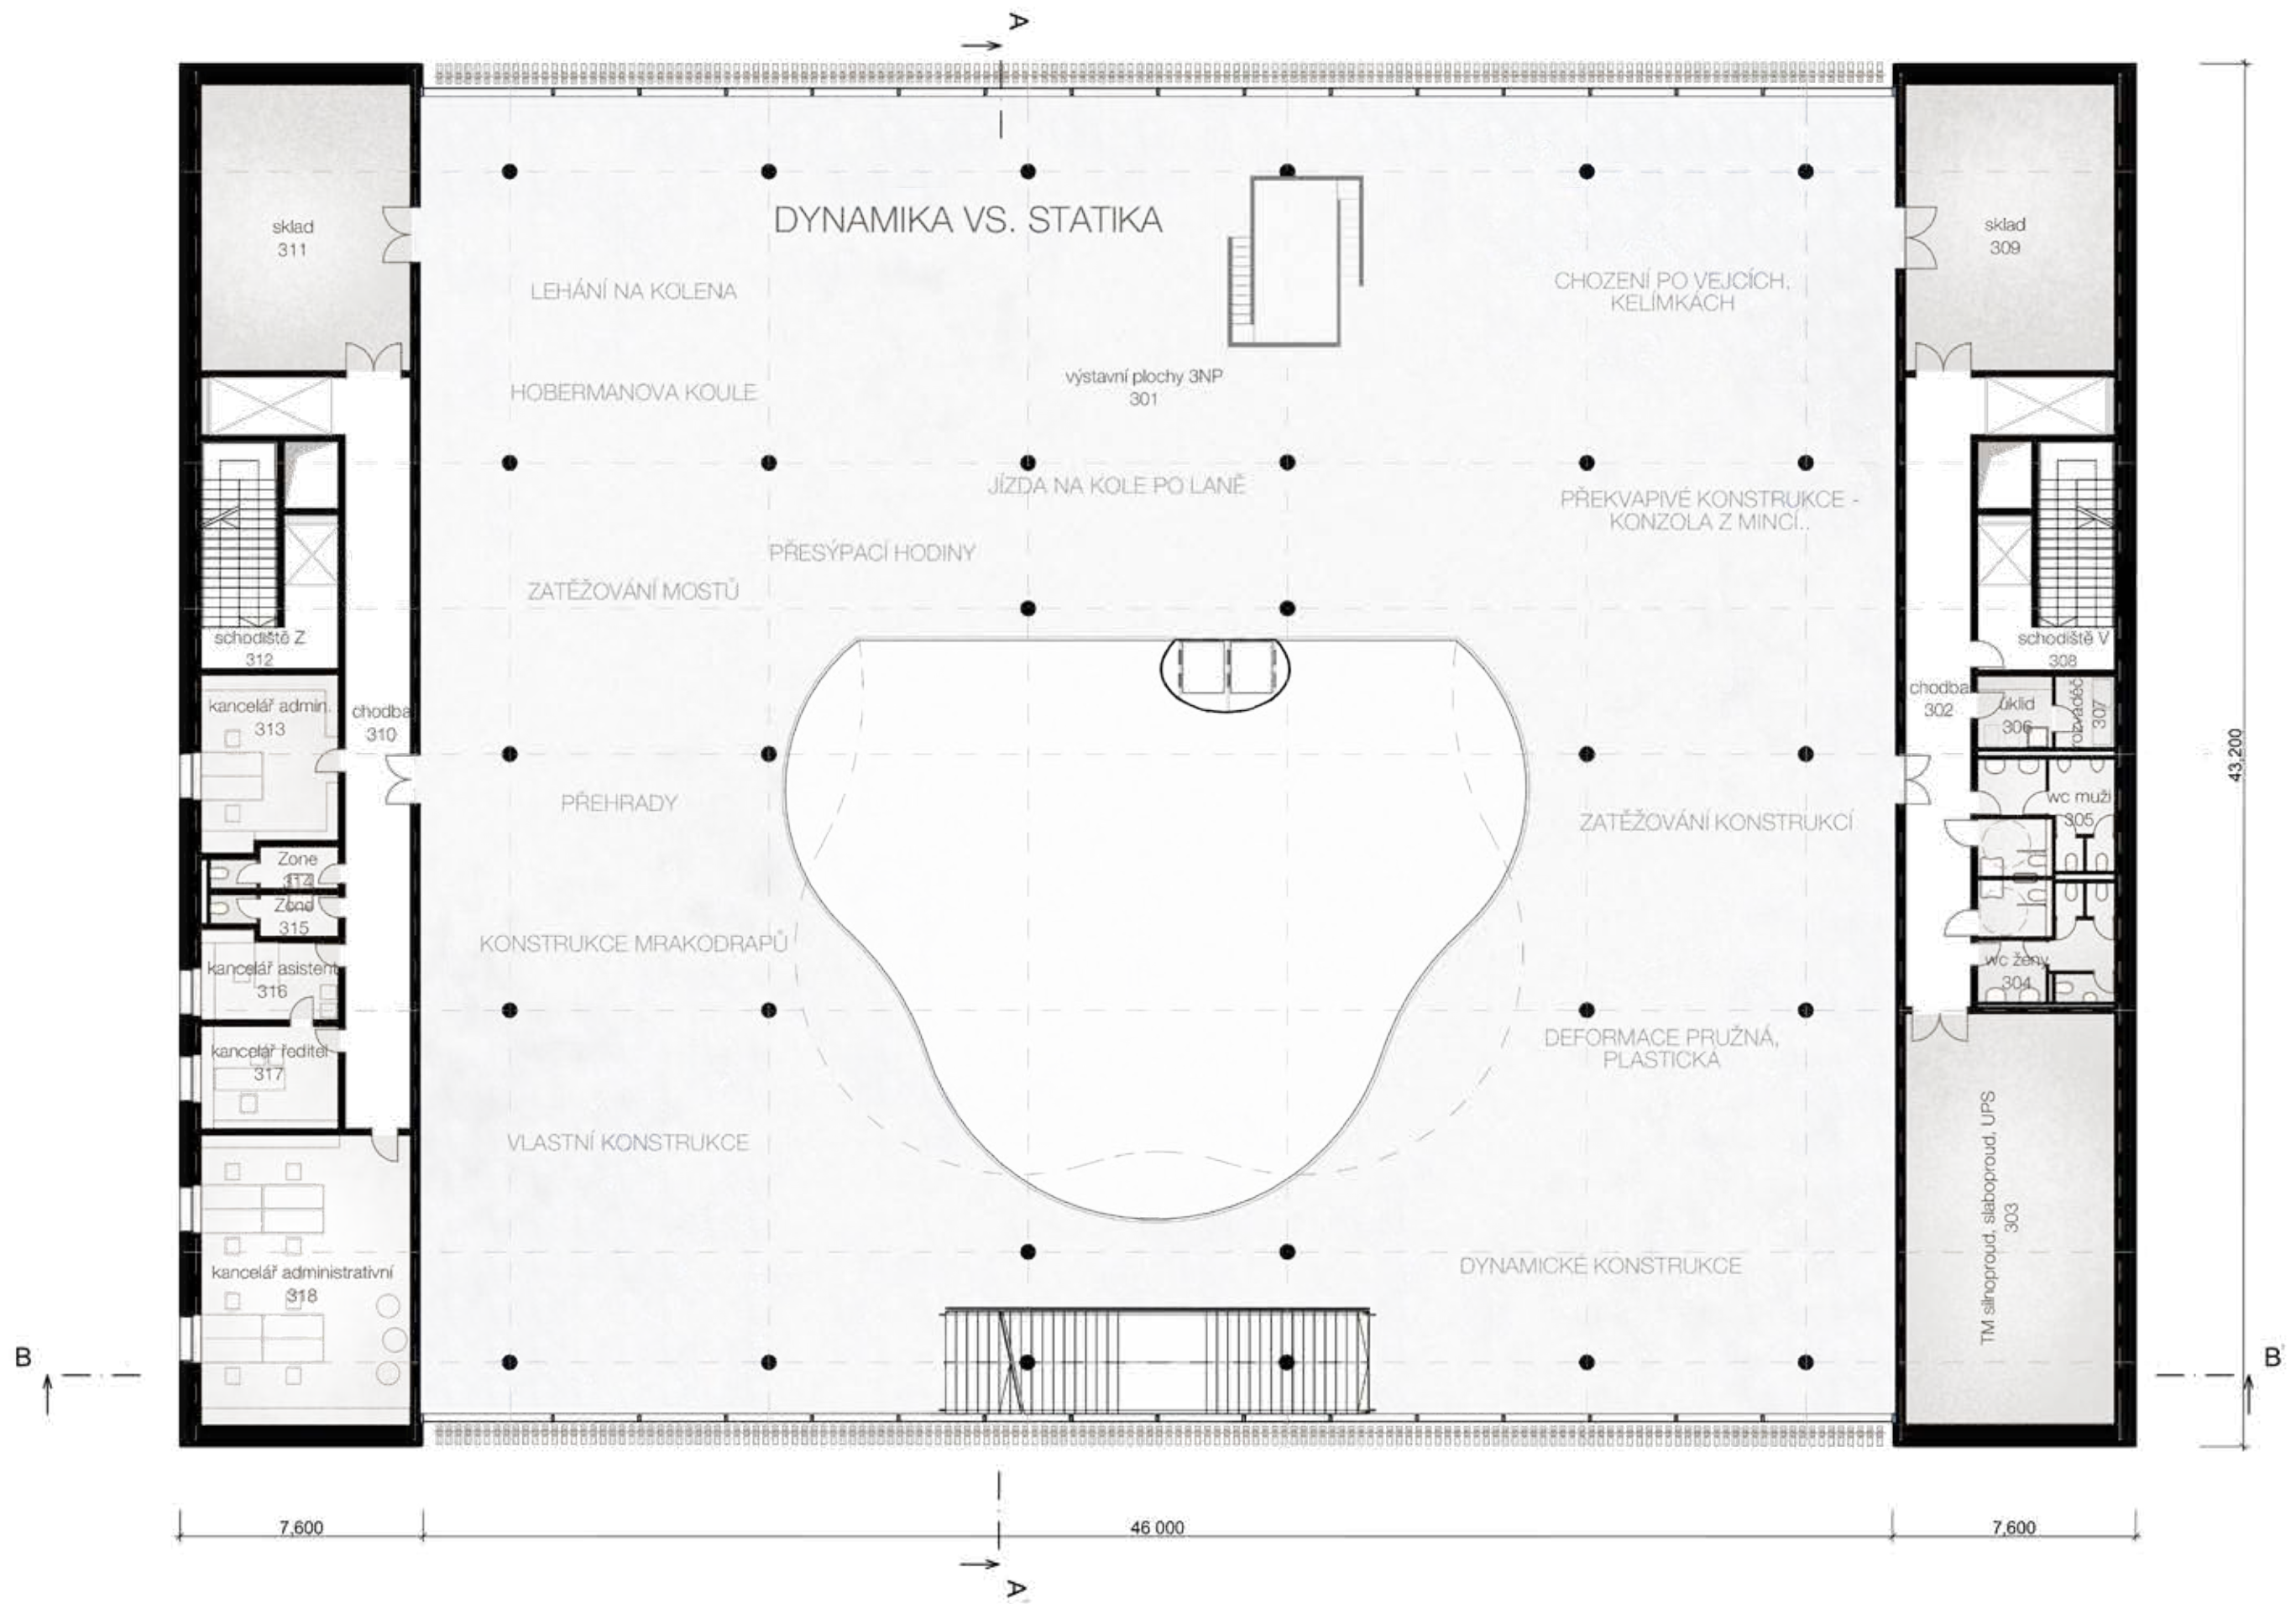 A
sklad
311
DYNAMIKA VS. STATIKA
sklad
309
LEHÁNÍ NA KOLENA
CHOZENÍ PO VEJCÍCH,
KELÍMKÁCH
výstavní plochy 3NP
301
HOBERMANOVA KOULE
JÍZDA NA KOLE PO LANĚ
PŘEKVAPIVÉ KONSTRUKCE -
KONZOLA Z MINCÍ..
PŘESÝPACÍ HODINY
ZATĚŽOVÁNÍ MOSTŮ
schodiště Z
312
schodiště V
308
kancelář admin.
313
chodba
310
chodba
302
úklid
306
rozvaděč
307
43,200
PŘEHRADY
ZATĚŽOVÁNÍ KONSTRUKCÍ
wc muži
305
Zone
314
Zone
315
KONSTRUKCE MRAKODRAPŮ
kancelář asistent
316
wc ženy
304
kancelář ředitel
317
DEFORMACE PRUŽNÁ,
PLASTICKÁ
VLASTNÍ KONSTRUKCE
TM silnoproud, slaboproud, UPS
303
kancelář administrativní
318
DYNAMICKÉ KONSTRUKCE
B
B'
7,600
46 000
7,600
A'